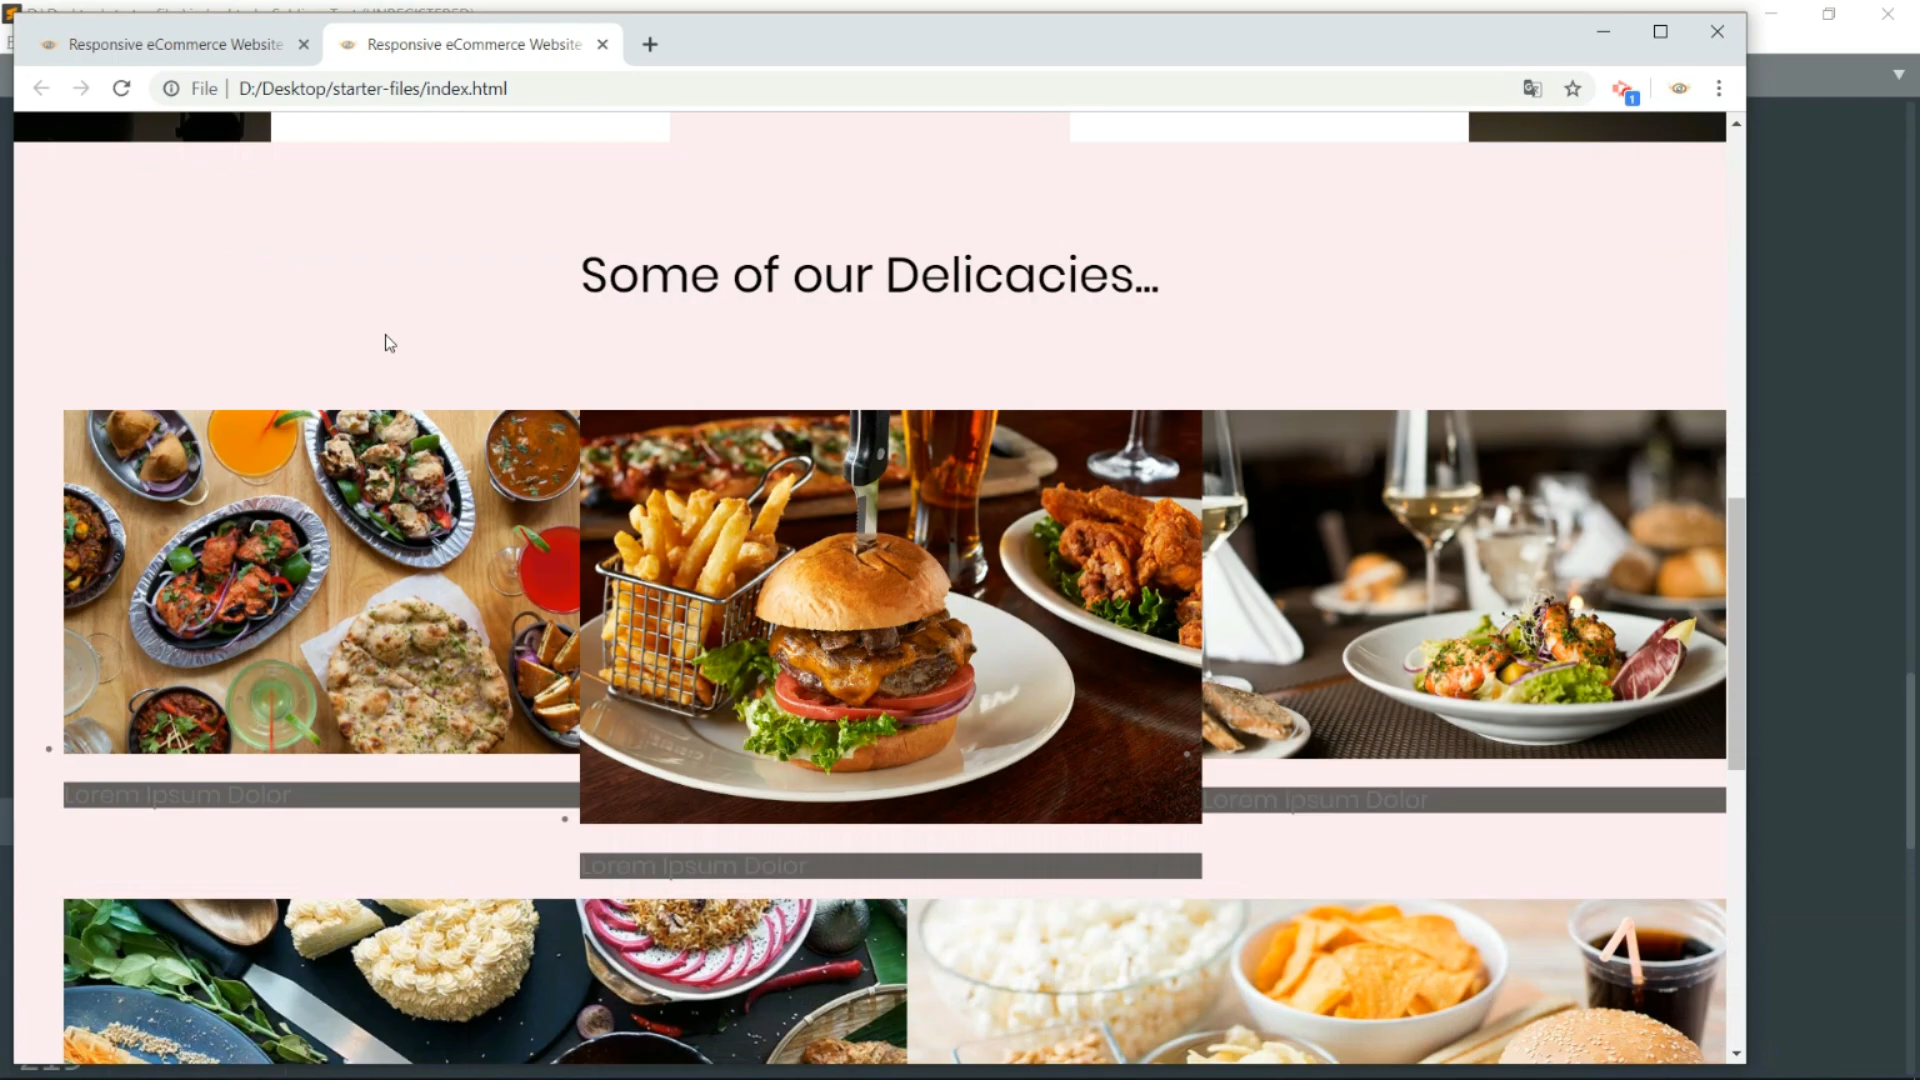 Responsive eCommerce Website
Responsive eCommerce Website
File
D:/Desktop/starter-files/index.html
1
Some of our Delicacies...
Lorem Ipsum Dolor
Lorem Ipsum Dolor
Lorem Ipsum Dolor